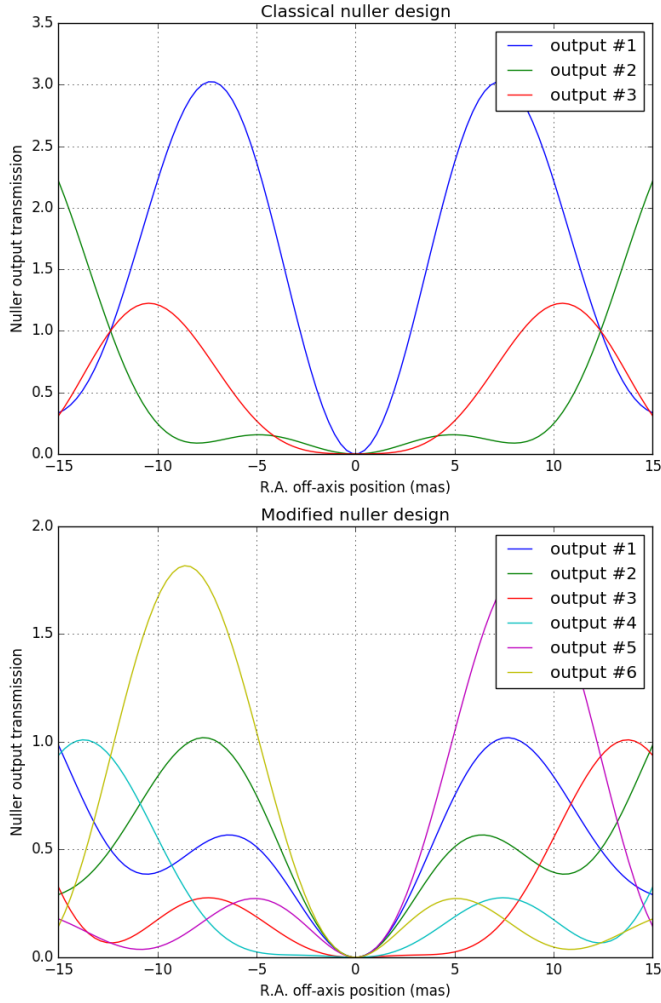 Classical nuller design
3.5
3.0
2.5
2.0
1.5
1.0
0.5
0.0
Nuller output transmission
output #1
output #2
output #3
−15 −10 −5 0 5 10 15
R.A. off-axis position (mas)
Modified nuller design
2.0
1.5
1.0
0.5
0.0
Nuller output transmission
output #1
output #2
output #3
output #4
output #5
output #6
−15 −10 −5 0 5 10 15
R.A. off-axis position (mas)